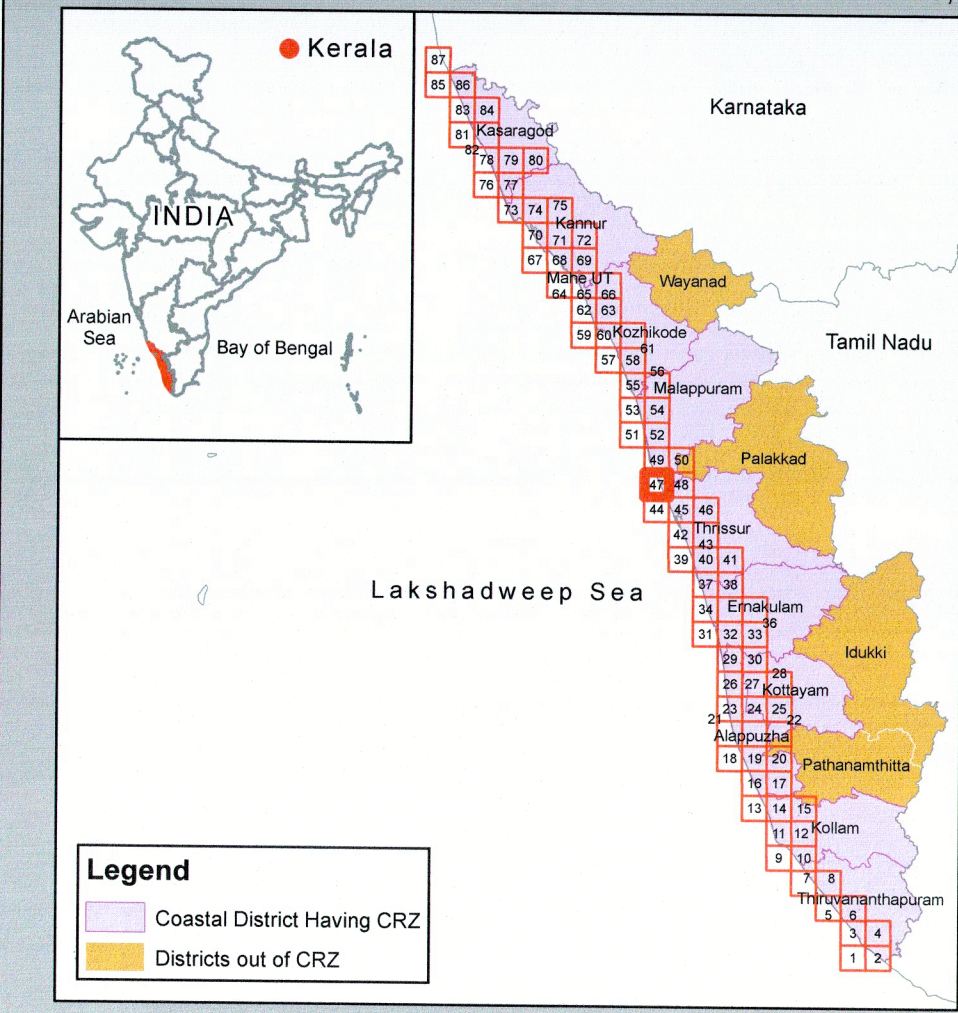 Kerala
INDIA
Arabian
Sea
Bay of Bengal
87
85 86
83 84
81 Kasaragod
82
78 79 80
76 77
73 74 75
Kannur
70 71 72
67 68 69
Mahe UT
64 65 66
62 63
59 60 Kozhikode
61
57 58
56
55 Malappuram
53 54
51 52
49 50
47 48
44 45 46
42 Thrissur
43
39 40 41
37 38
34 Ernakulam
36
31 32 33
29 30
28
26 27 Kottayam
23 24 25
21 22
Alappuzha
18 19 20
16 17
13 14 15
11 12 Kollam
9 10
7 8
Thiruvananthapuram
5 6
3 4
1 2
Karnataka
Wayanad
Tamil Nadu
Palakkad
Idukki
Pathanamthitta
Lakshadweep Sea
Legend
Coastal District Having CRZ
Districts out of CRZ